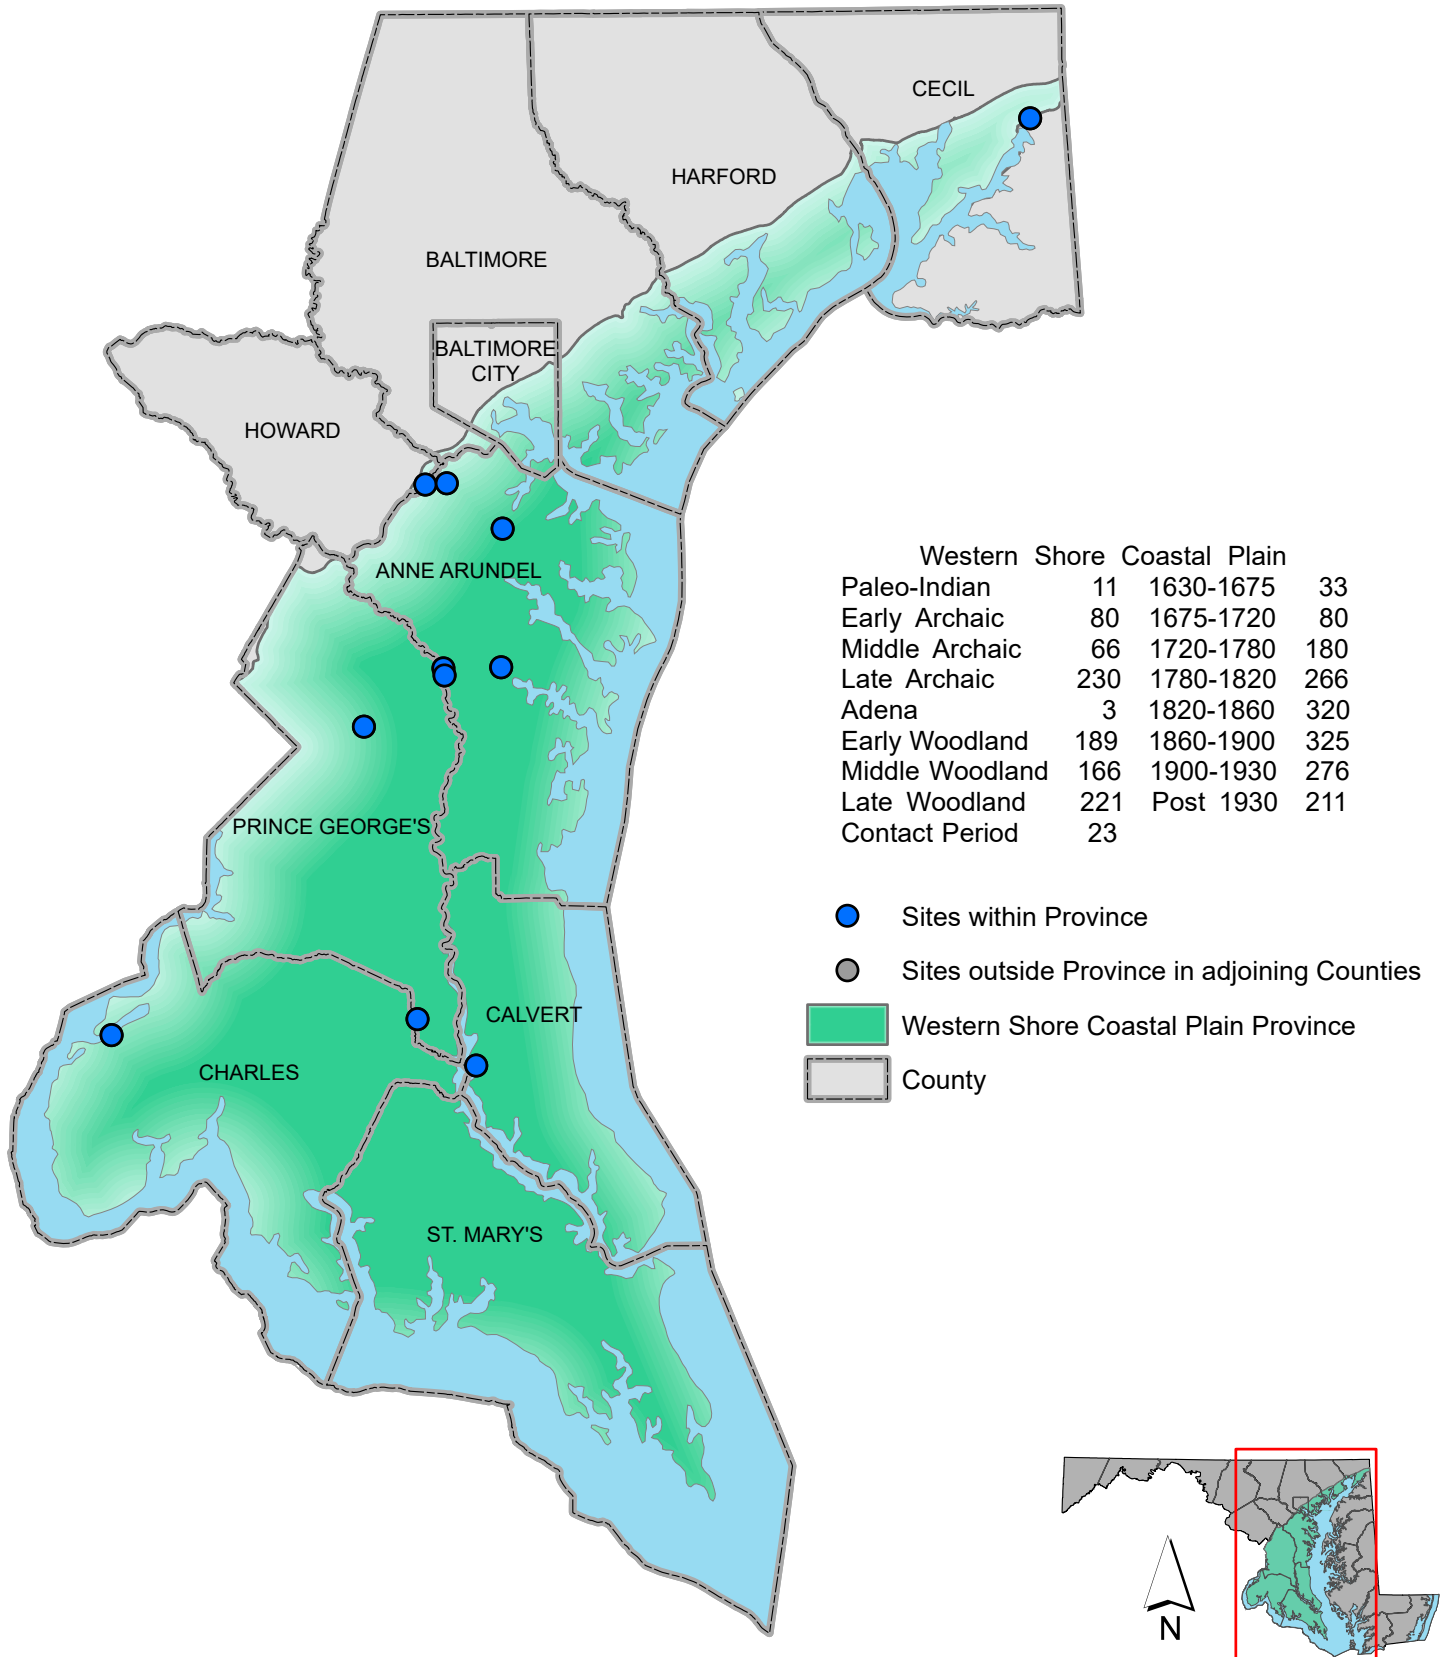 CECIL
HARFORD
BALTIMORE
BALTIMORE
CITY
HOWARD
ANNE ARUNDEL
PRINCE GEORGE'S
CALVERT
CHARLES
ST. MARY'S
Western Shore Coastal Plain
Paleo-Indian 11 1630-1675 33
Early Archaic 80 1675-1720 80
Middle Archaic 66 1720-1780 180
Late Archaic 230 1780-1820 266
Adena 3 1820-1860 320
Early Woodland 189 1860-1900 325
Middle Woodland 166 1900-1930 276
Late Woodland 221 Post 1930 211
Contact Period 23
Sites within Province
Sites outside Province in adjoining Counties
Western Shore Coastal Plain Province
County
N